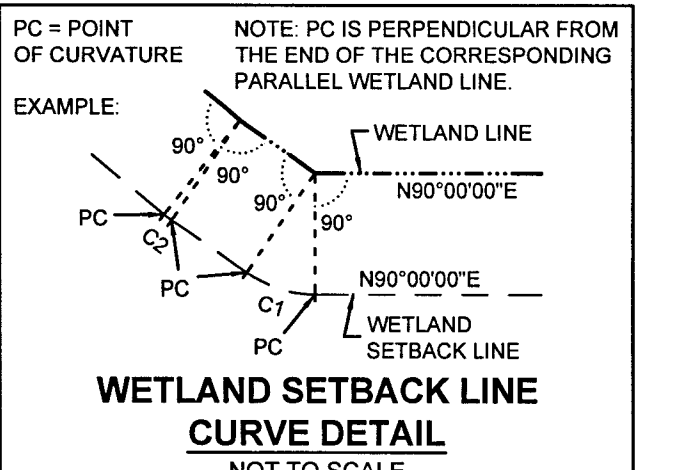 PC = POINT
OF CURVATURE
NOTE: PC IS PERPENDICULAR FROM
THE END OF THE CORRESPONDING
PARALLEL WETLAND LINE.
EXAMPLE:
WETLAND LINE
90°
90°
90°
N90°00'00"E
90°
PC
C2
PC
C1
N90°00'00"E
PC
WETLAND
SETBACK LINE
WETLAND SETBACK LINE
CURVE DETAIL
NOT TO SCALE